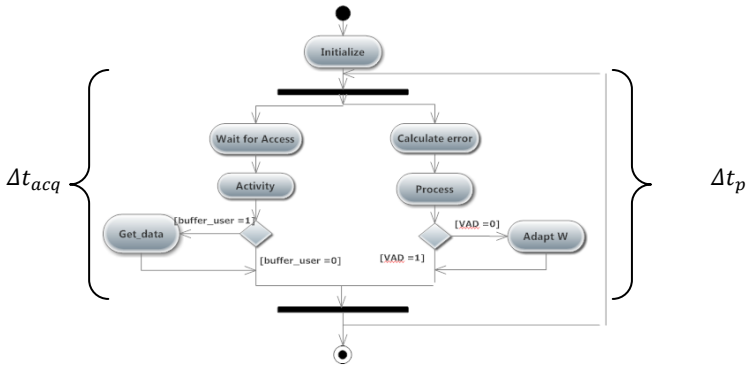 Initialize
Δt_acq
Wait for Access
Calculate error
Activity
Process
Δt_p
[buffer_user =1]
Get_data
[VAD =0]
Adapt W
[buffer_user =0]
[VAD =1]